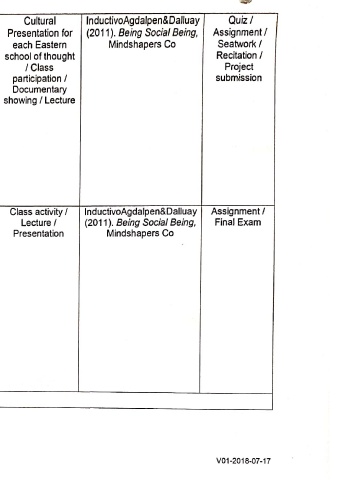 Cultural
Presentation for
each Eastern
school of thought
/ Class
participation /
Documentary
showing / Lecture
InductivoAgdalpen&Dalluay
(2011). Being Social Being,
Mindshapers Co
Quiz /
Assignment /
Seatwork /
Recitation /
Project
submission
Class activity /
Lecture /
Presentation
InductivoAgdalpen&Dalluay
(2011). Being Social Being,
Mindshapers Co
Assignment /
Final Exam
V01-2018-07-17